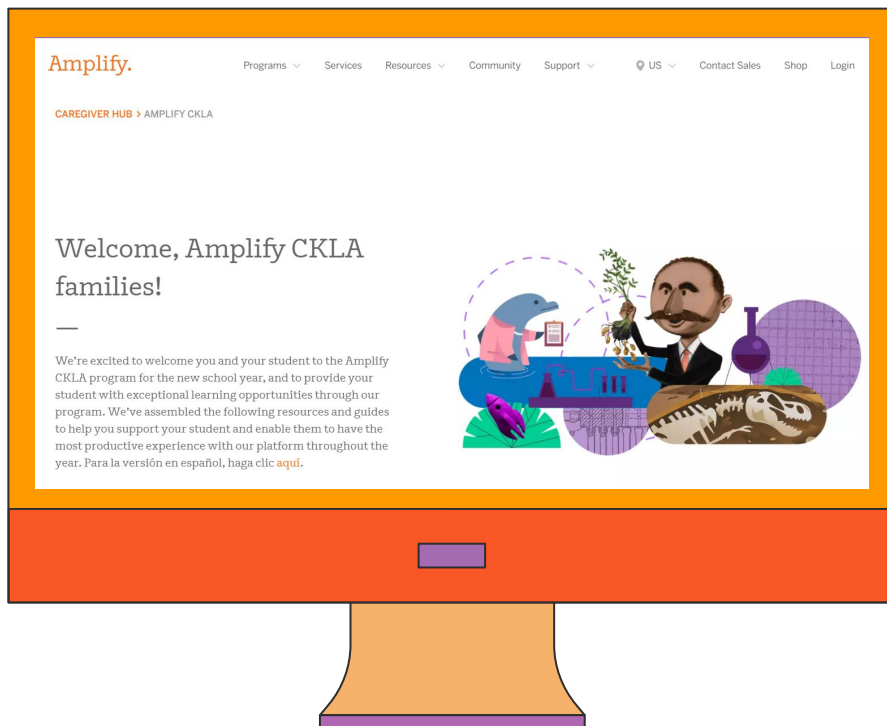 Amplify.
Programs Services Resources Community Support US Contact Sales Shop Login
CAREGIVER HUB > AMPLIFY CKLA
Welcome, Amplify CKLA
families!
We're excited to welcome you and your student to the Amplify
CKLA program for the new school year, and to provide your
student with exceptional learning opportunities through our
program. We've assembled the following resources and guides
to help you support your student and enable them to have the
most productive experience with our platform throughout the
year. Para la versión en español, haga clic aquí.